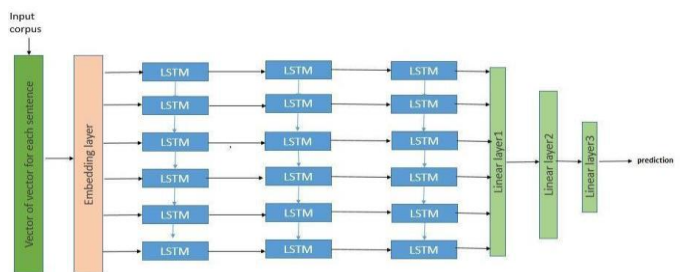 Input
corpus
Vector of vector for each sentence
Embedding layer
LSTM LSTM LSTM
LSTM LSTM LSTM
LSTM LSTM LSTM
LSTM LSTM LSTM
LSTM LSTM LSTM
LSTM LSTM LSTM
Linear layer1
Linear layer2
Linear layer3
prediction